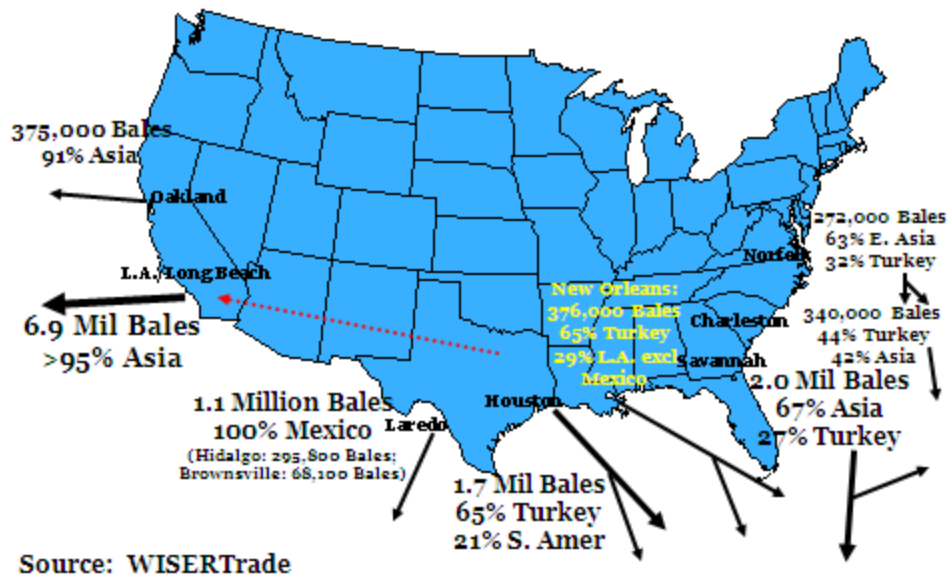 375,000 Bales
91% Asia
Oakland
L.A., Long Beach
6.9 Mil Bales
>95% Asia
1.1 Million Bales
100% Mexico
(Hidalgo: 295,800 Bales;
Brownsville: 68,100 Bales)
Laredo
Houston
1.7 Mil Bales
65% Turkey
21% S. Amer
New Orleans:
376,000 Bales
65% Turkey
29% L.A. excl
Mexico
Norfolk
272,000 Bales
63% E. Asia
32% Turkey
Charleston
340,000 Bales
44% Turkey
42% Asia
Savannah
2.0 Mil Bales
67% Asia
27% Turkey
Source: WISERTrade